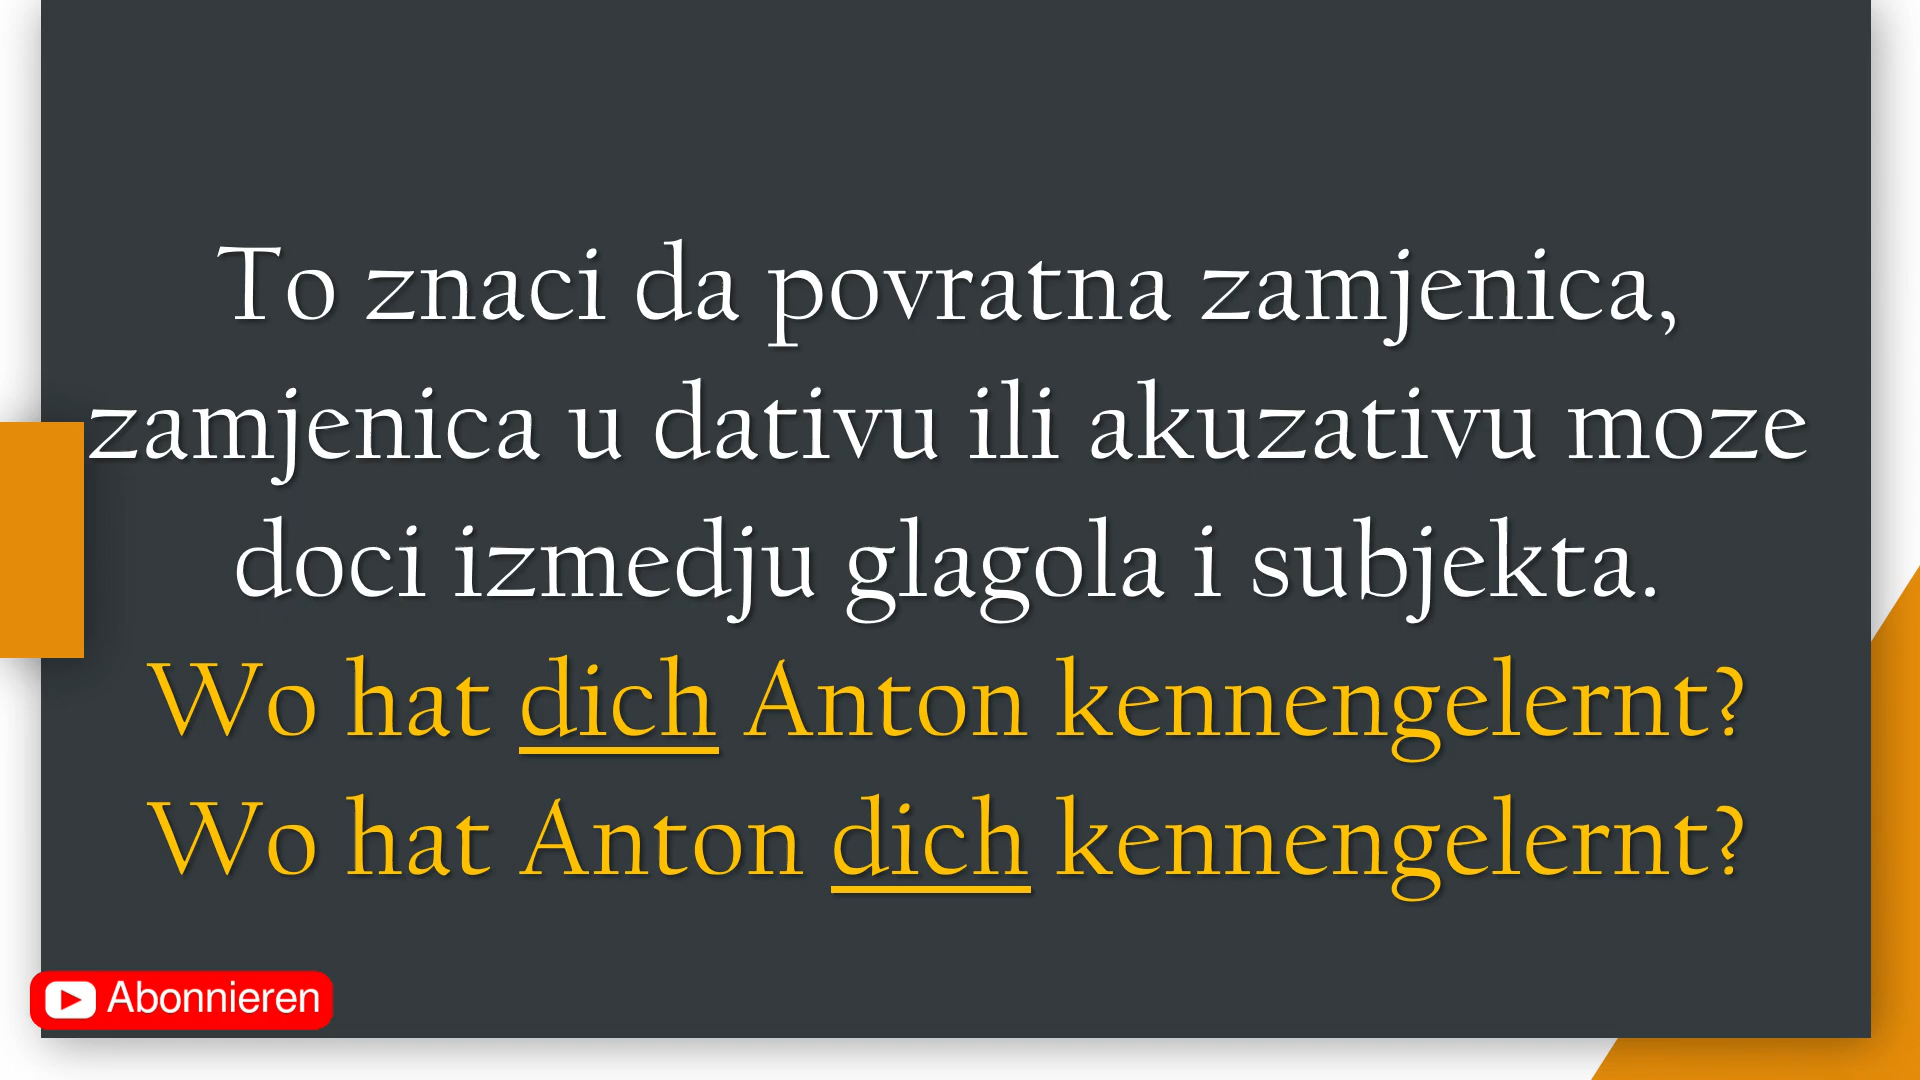 To znaci da povratna zamjenica,
zamjenica u dativu ili akuzativu moze
doci izmedju glagola i subjekta.
Wo hat dich Anton kennengelernt?
Wo hat Anton dich kennengelernt?
Abonnieren